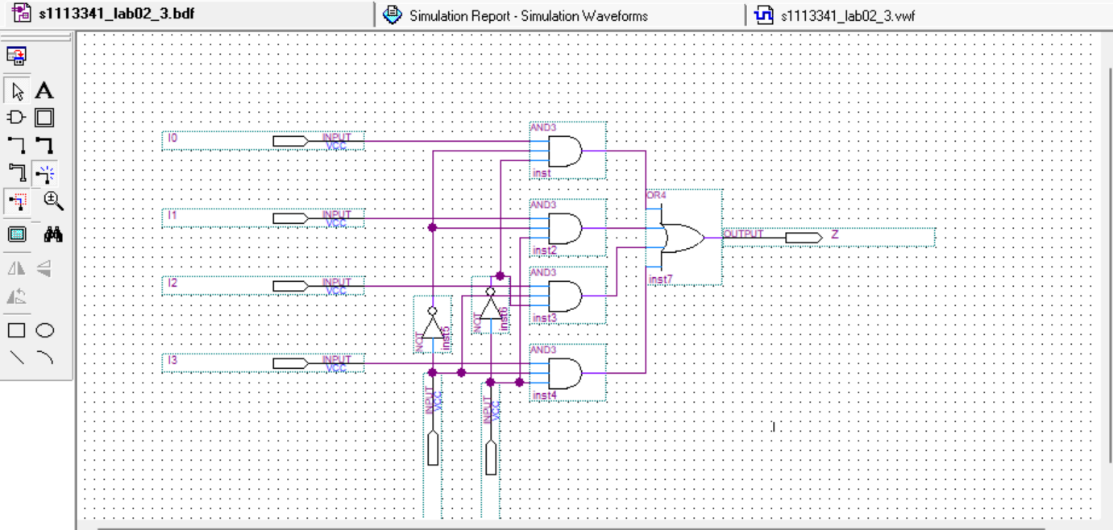 s1113341_lab02_3.bdf
Simulation Report - Simulation Waveforms
s1113341_lab02_3.vwf
A
I0
INPUT
VCC
AND3
inst
I1
INPUT
VCC
AND3
inst2
OR4
inst7
OUTPUT
Z
I2
INPUT
VCC
AND3
inst3
NOT
inst5
NOT
inst6
I3
INPUT
VCC
AND3
inst4
INPUT
VCC
INPUT
VCC